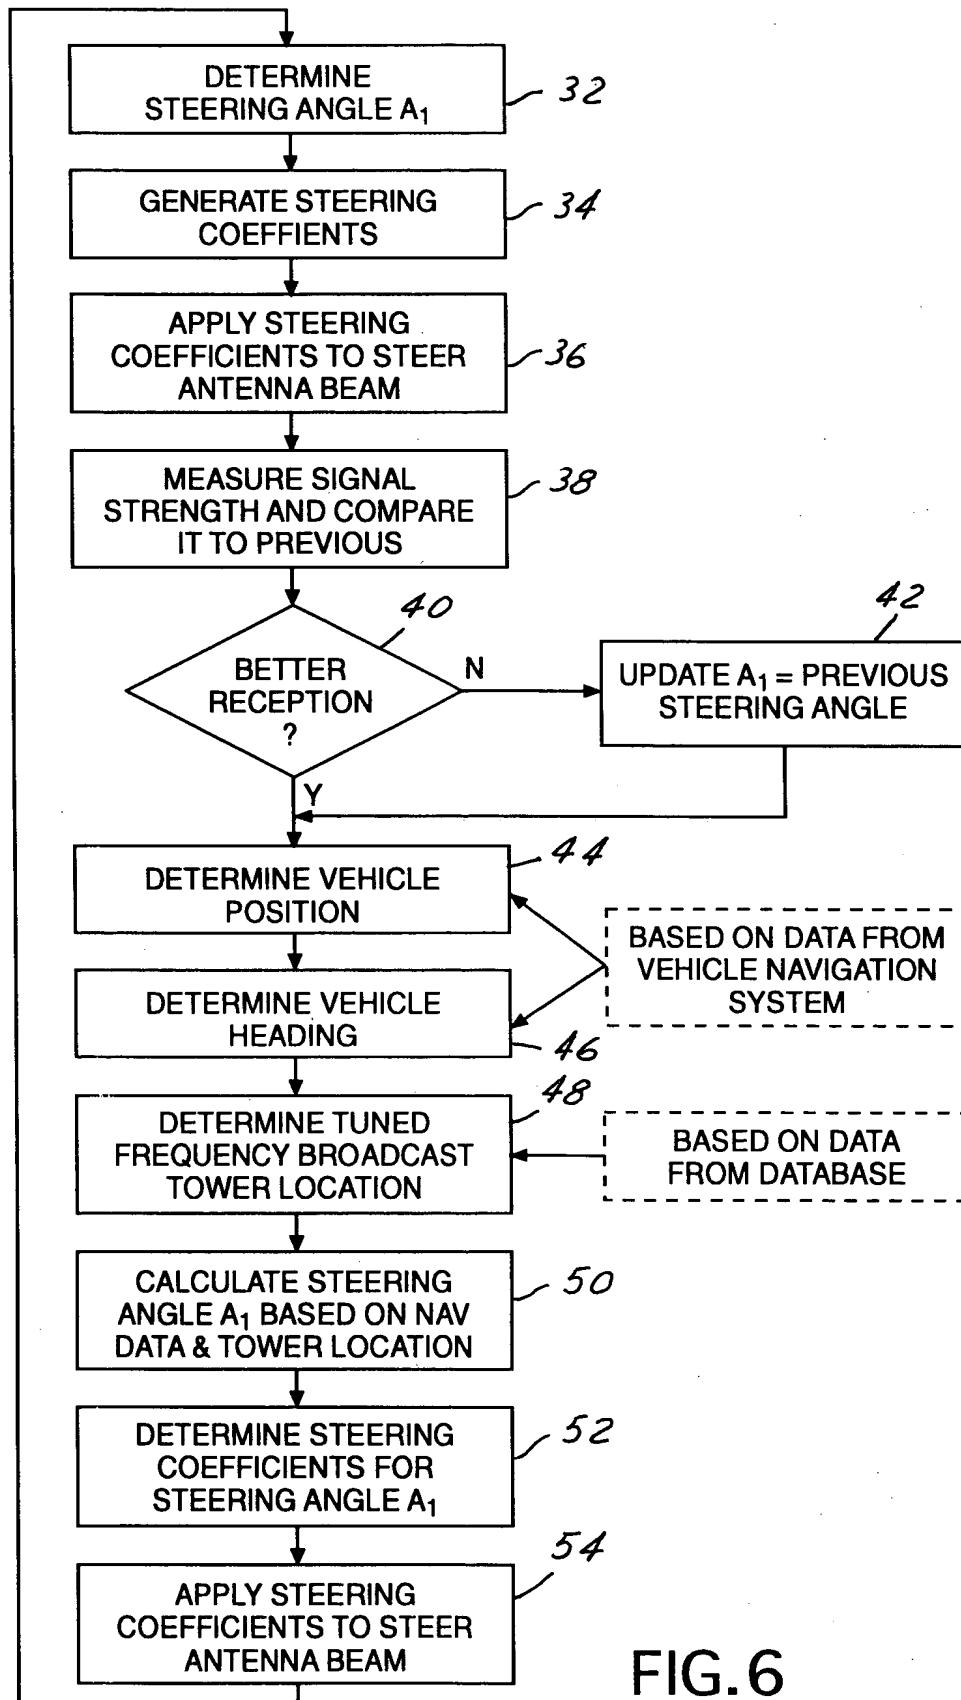 DETERMINE
STEERING ANGLE A1
32
GENERATE STEERING
COEFFIENTS
34
APPLY STEERING
COEFFICIENTS TO STEER
ANTENNA BEAM
36
MEASURE SIGNAL
STRENGTH AND COMPARE
IT TO PREVIOUS
38
BETTER
RECEPTION
?
40
N
Y
UPDATE A1 = PREVIOUS
STEERING ANGLE
42
DETERMINE VEHICLE
POSITION
44
BASED ON DATA FROM
VEHICLE NAVIGATION
SYSTEM
DETERMINE VEHICLE
HEADING
46
DETERMINE TUNED
FREQUENCY BROADCAST
TOWER LOCATION
48
BASED ON DATA
FROM DATABASE
CALCULATE STEERING
ANGLE A1 BASED ON NAV
DATA & TOWER LOCATION
50
DETERMINE STEERING
COEFFICIENTS FOR
STEERING ANGLE A1
52
APPLY STEERING
COEFFICIENTS TO STEER
ANTENNA BEAM
54
FIG.6